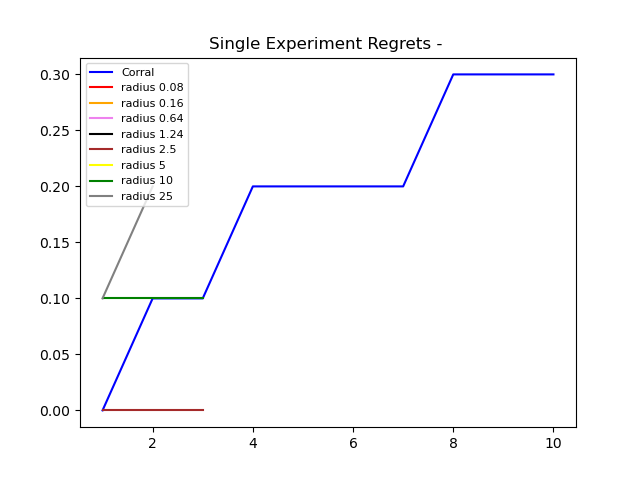 Single Experiment Regrets -
Corral
radius 0.08
radius 0.16
radius 0.64
radius 1.24
radius 2.5
radius 5
radius 10
radius 25
0.30
0.25
0.20
0.15
0.10
0.05
0.00
2 4 6 8 10